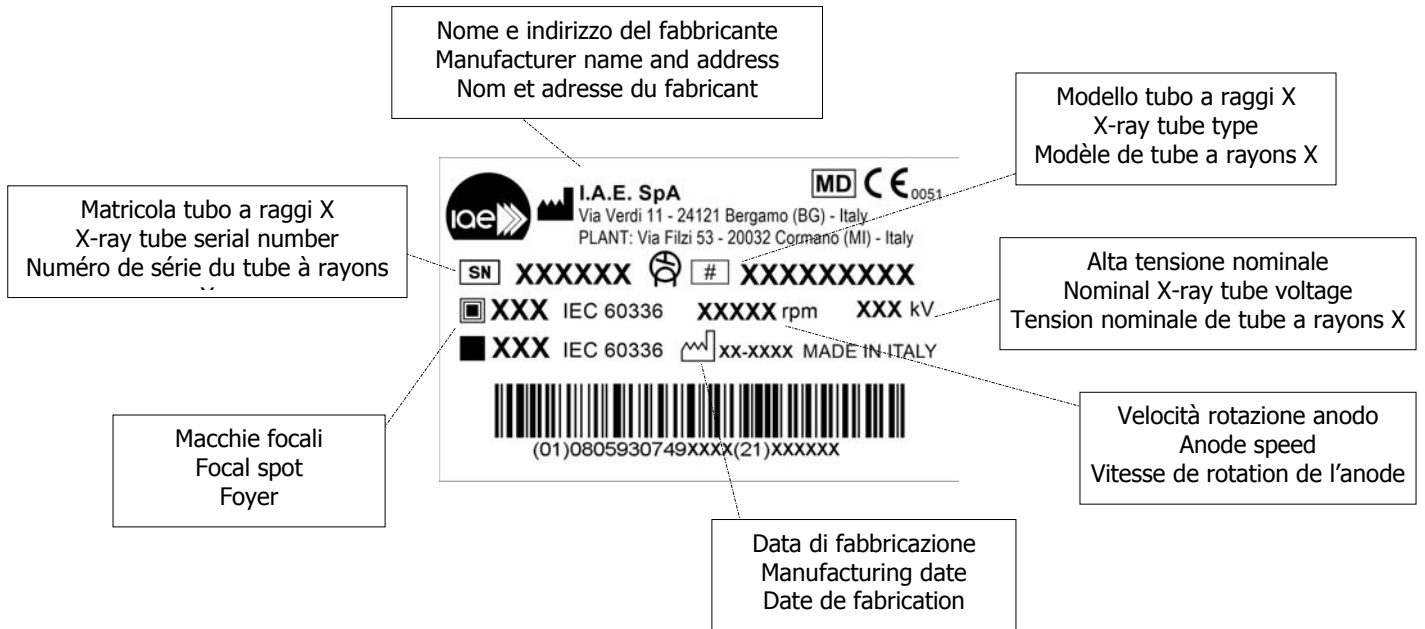 Nome e indirizzo del fabbricante
Manufacturer name and address
Nom et adresse du fabricant
Modello tubo a raggi X
X-ray tube type
Modèle de tube a rayons X
Matricola tubo a raggi X
X-ray tube serial number
Numéro de série du tube à rayons
iae
I.A.E. SpA
MD CE 0051
Via Verdi 11 - 24121 Bergamo (BG) - Italy
PLANT: Via Filzi 53 - 20032 Cormano (MI) - Italy
SN XXXXXX # XXXXXXXXX
XXX IEC 60336 XXXXX rpm XXX kV
XXX IEC 60336 xx-xxxx MADE IN ITALY
(01)0805930749XXXX(21)XXXXXX
Alta tensione nominale
Nominal X-ray tube voltage
Tension nominale de tube a rayons X
Macchie focali
Focal spot
Foyer
Velocità rotazione anodo
Anode speed
Vitesse de rotation de l’anode
Data di fabbricazione
Manufacturing date
Date de fabrication